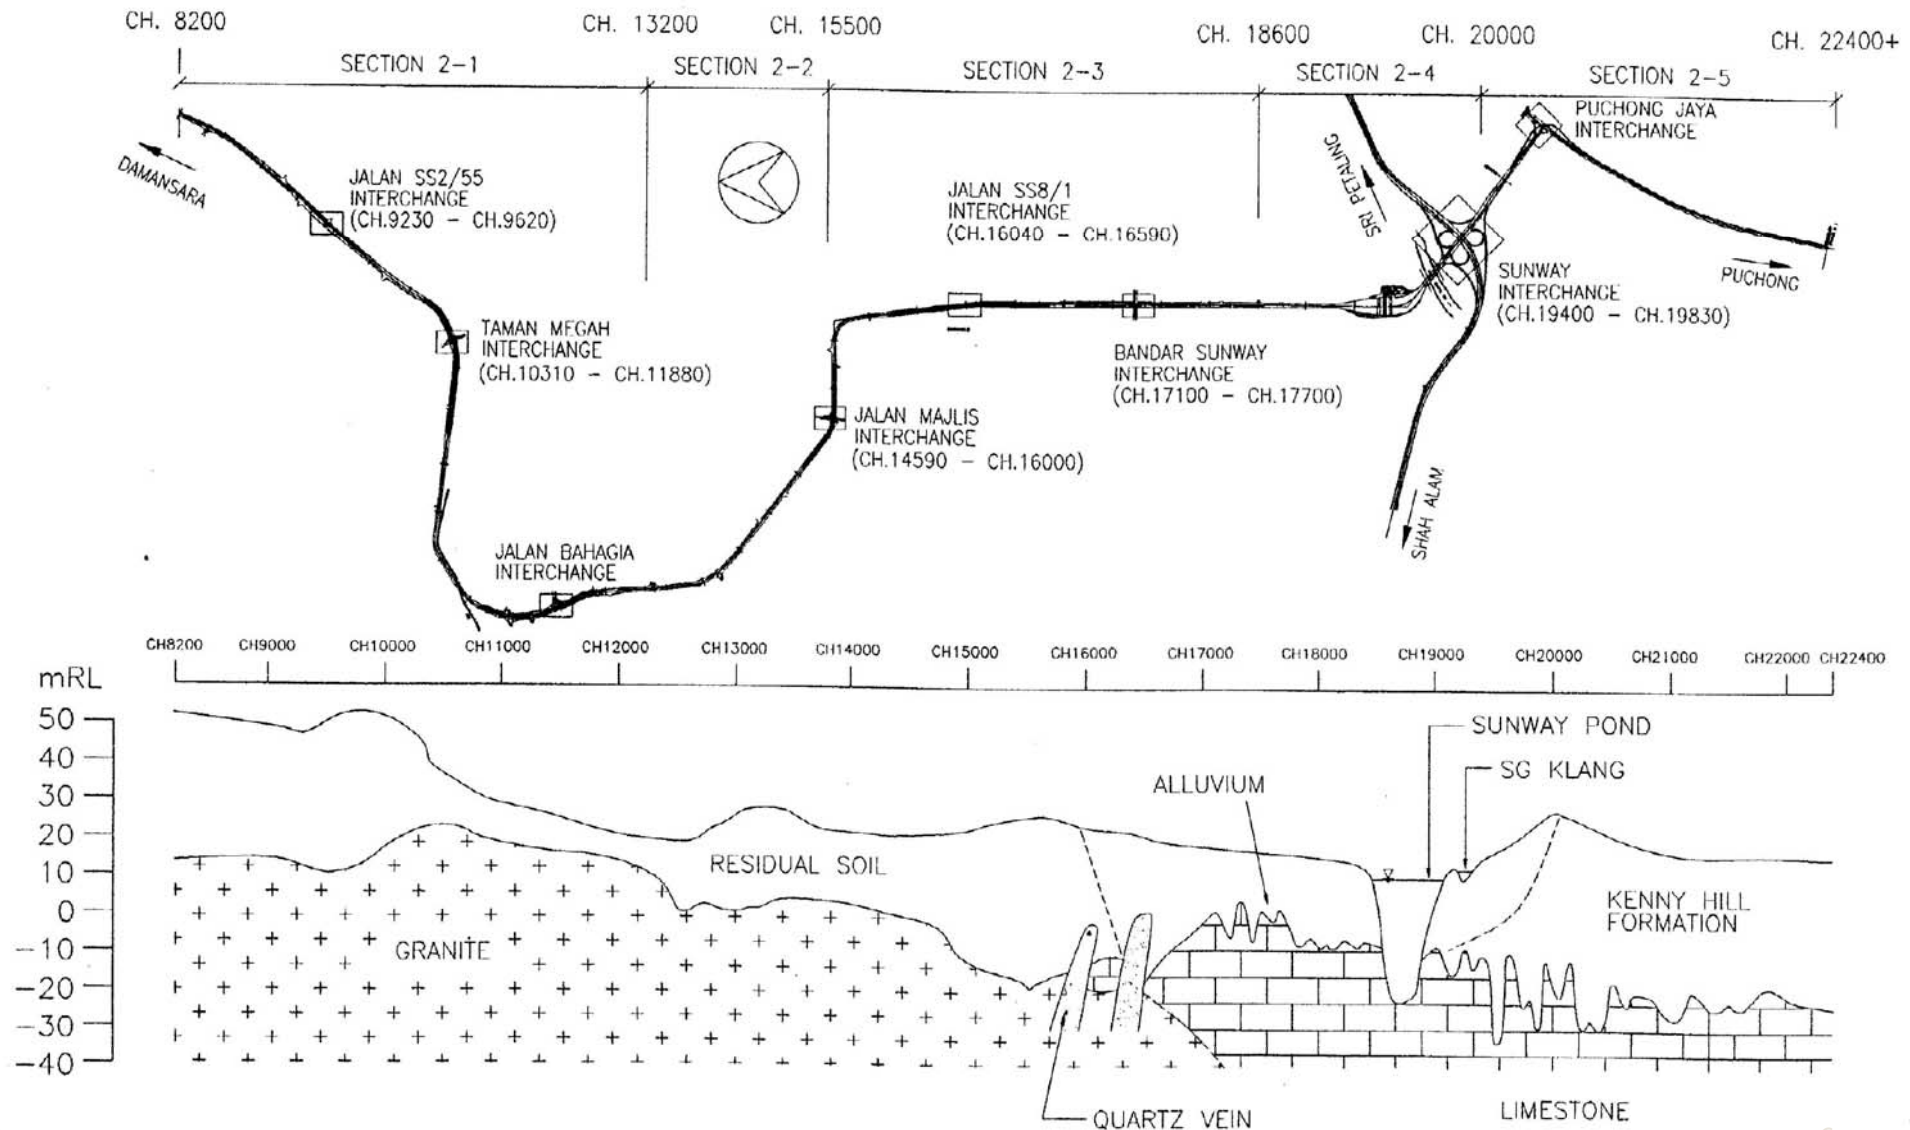 CH. 8200
CH. 13200
CH. 15500
CH. 18600
CH. 20000
CH. 22400+
SECTION 2-1
SECTION 2-2
SECTION 2-3
SECTION 2-4
SECTION 2-5
DAMANSARA
JALAN SS2/55
INTERCHANGE
(CH.9230 - CH.9620)
TAMAN MEGAH
INTERCHANGE
(CH.10310 - CH.11880)
JALAN BAHAGIA
INTERCHANGE
JALAN MAJLIS
INTERCHANGE
(CH.14590 - CH.16000)
JALAN SS8/1
INTERCHANGE
(CH.16040 - CH.16590)
BANDAR SUNWAY
INTERCHANGE
(CH.17100 - CH.17700)
SRI PETALING
PUCHONG JAYA
INTERCHANGE
PUCHONG
SUNWAY
INTERCHANGE
(CH.19400 - CH.19830)
SHAH ALAM
CH8200
CH9000
CH10000
CH11000
CH12000
CH13000
CH14000
CH15000
CH16000
CH17000
CH18000
CH19000
CH20000
CH21000
CH22000
CH22400
mRL
50
40
30
20
10
0
-10
-20
-30
-40
SUNWAY POND
SG KLANG
ALLUVIUM
RESIDUAL SOIL
KENNY HILL
FORMATION
GRANITE
QUARTZ VEIN
LIMESTONE